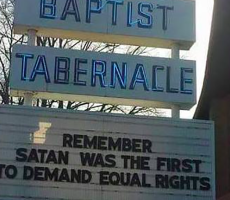 BAPTIST
TABERNACLE
REMEMBER
SATAN WAS THE FIRST
TO DEMAND EQUAL RIGHTS